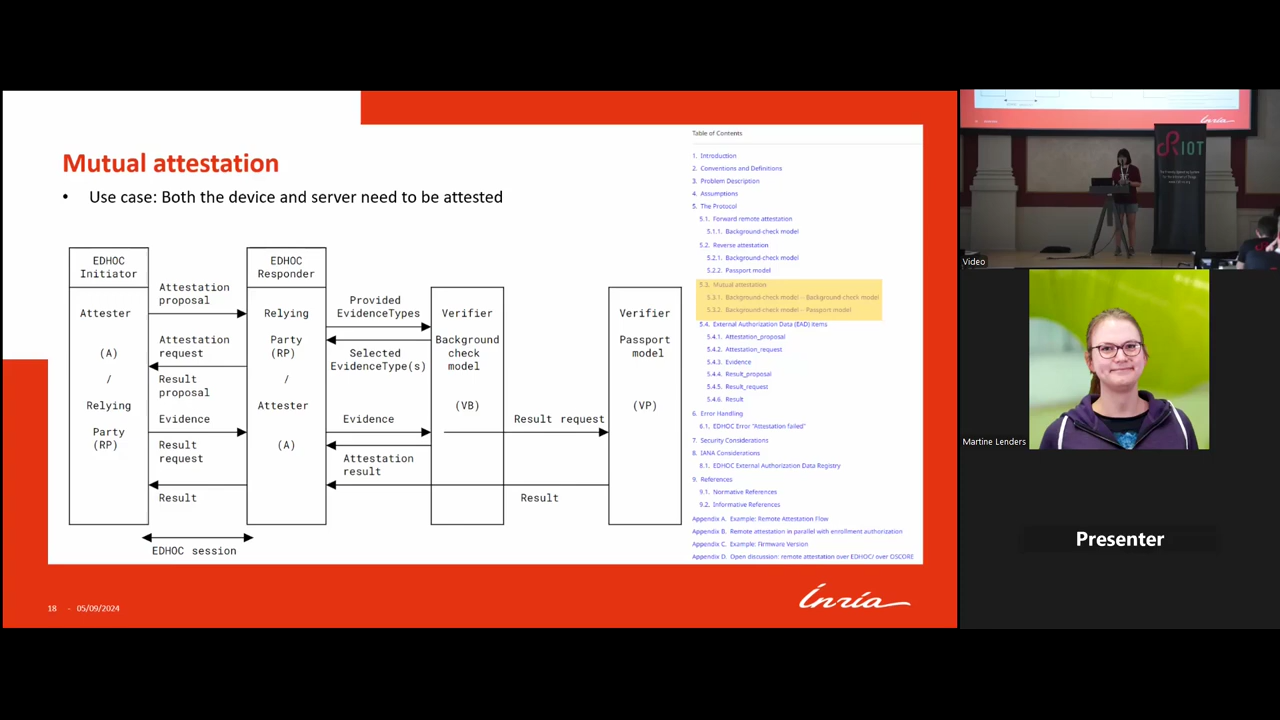 Mutual attestation
• Use case: Both the device and server need to be attested
EDHOC
Initiator
Attester
(A)
/
Relying
Party
(RP)
Attestation
proposal
Attestation
request
Result
proposal
Evidence
Result
request
Result
EDHOC session
EDHOC
Responder
Relying
Party
(RP)
/
Attester
(A)
Provided
EvidenceTypes
Selected
EvidenceType(s)
Evidence
Attestation
result
Verifier
Background
check
model
(VB)
Result request
Result
Verifier
Passport
model
(VP)
Table of Contents
1. Introduction
2. Conventions and Definitions
3. Problem Description
4. Assumptions
5. The Protocol
5.1. Forward remote attestation
5.1.1. Background-check model
5.2. Reverse attestation
5.2.1. Background-check model
5.2.2. Passport model
5.3. Mutual attestation
5.3.1. Background-check model - Background-check model
5.3.2. Background-check model - Passport model
5.4. External Authorization Data (EAD) items
5.4.1. Attestation_proposal
5.4.2. Attestation_request
5.4.3. Evidence
5.4.4. Result_proposal
5.4.5. Result_request
5.4.6. Result
6. Error Handling
6.1. EDHOC Error "Attestation failed"
7. Security Considerations
8. IANA Considerations
8.1. EDHOC External Authorization Data Registry
9. References
9.1. Normative References
9.2. Informative References
Appendix A. Example: Remote Attestation Flow
Appendix B. Remote attestation in parallel with enrollment authorization
Appendix C. Example: Firmware Version
Appendix D. Open discussion: remote attestation over EDHOC/ over OSCORE
18 - 05/09/2024
Inria
Inria
RIOT
Video
Martine Lenders
Presenter